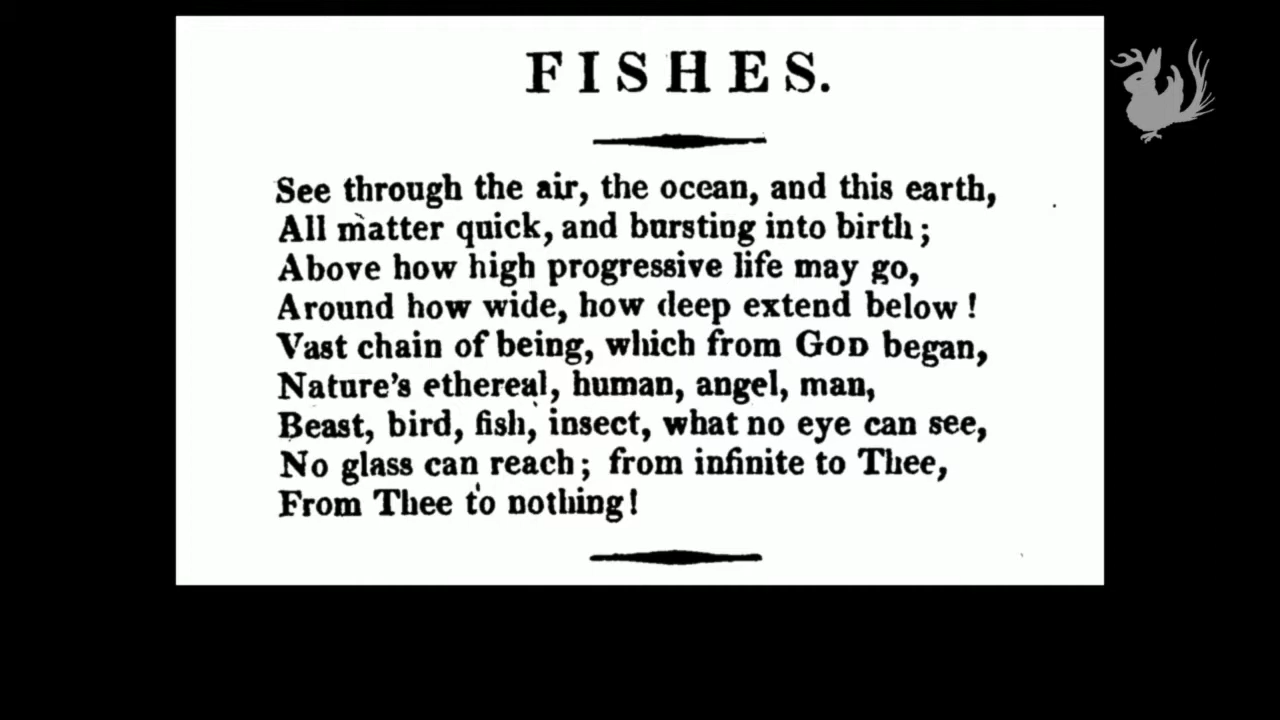 FISHES.
See through the air, the ocean, and this earth,
All matter quick, and bursting into birth;
Above how high progressive life may go,
Around how wide, how deep extend below!
Vast chain of being, which from GOD began,
Nature's ethereal, human, angel, man,
Beast, bird, fish, insect, what no eye can see,
No glass can reach; from infinite to Thee,
From Thee to nothing!